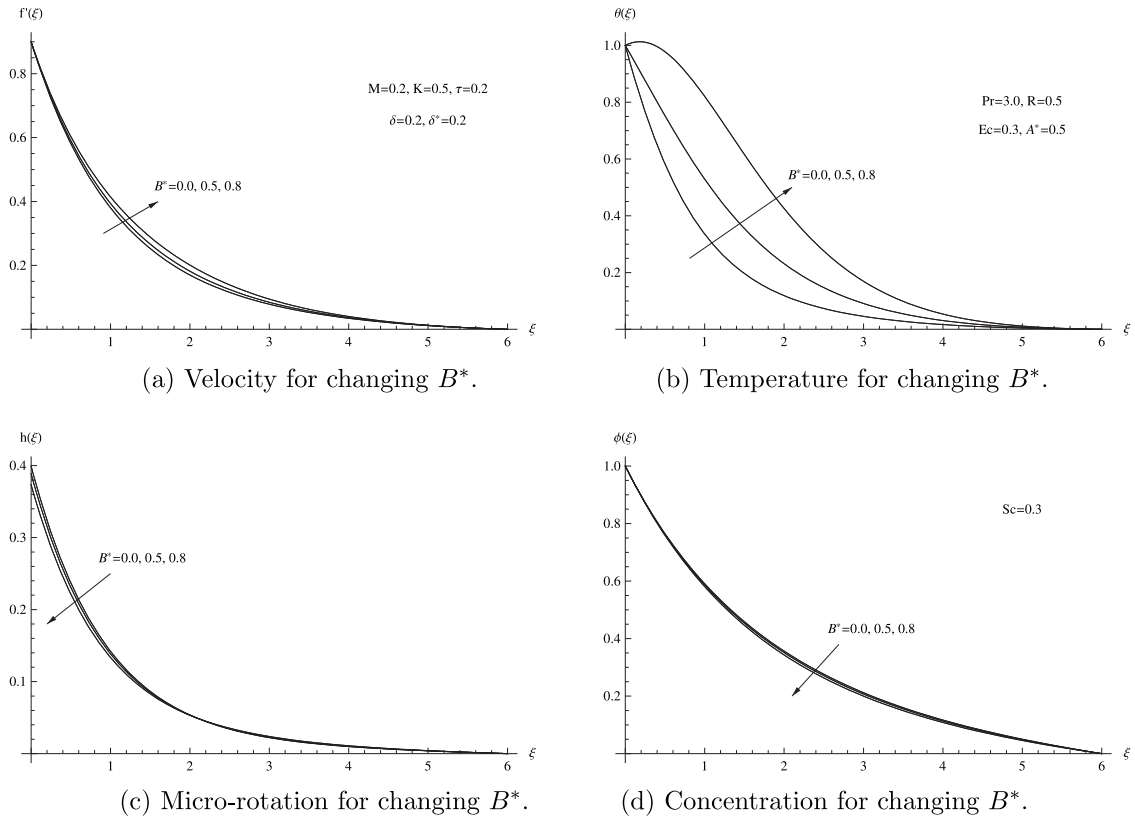 f'(ξ)
0.8
0.6
0.4
0.2
1
2
3
4
5
6
ξ
M=0.2, K=0.5, τ=0.2
δ=0.2, δ*=0.2
B*=0.0, 0.5, 0.8
(a) Velocity for changing B*.
θ(ξ)
1.0
0.8
0.6
0.4
0.2
1
2
3
4
5
6
ξ
Pr=3.0, R=0.5
Ec=0.3, A*=0.5
B*=0.0, 0.5, 0.8
(b) Temperature for changing B*.
h(ξ)
0.4
0.3
0.2
0.1
1
2
3
4
5
6
ξ
B*=0.0, 0.5, 0.8
(c) Micro-rotation for changing B*.
ϕ(ξ)
1.0
0.8
0.6
0.4
0.2
1
2
3
4
5
6
ξ
Sc=0.3
B*=0.0, 0.5, 0.8
(d) Concentration for changing B*.